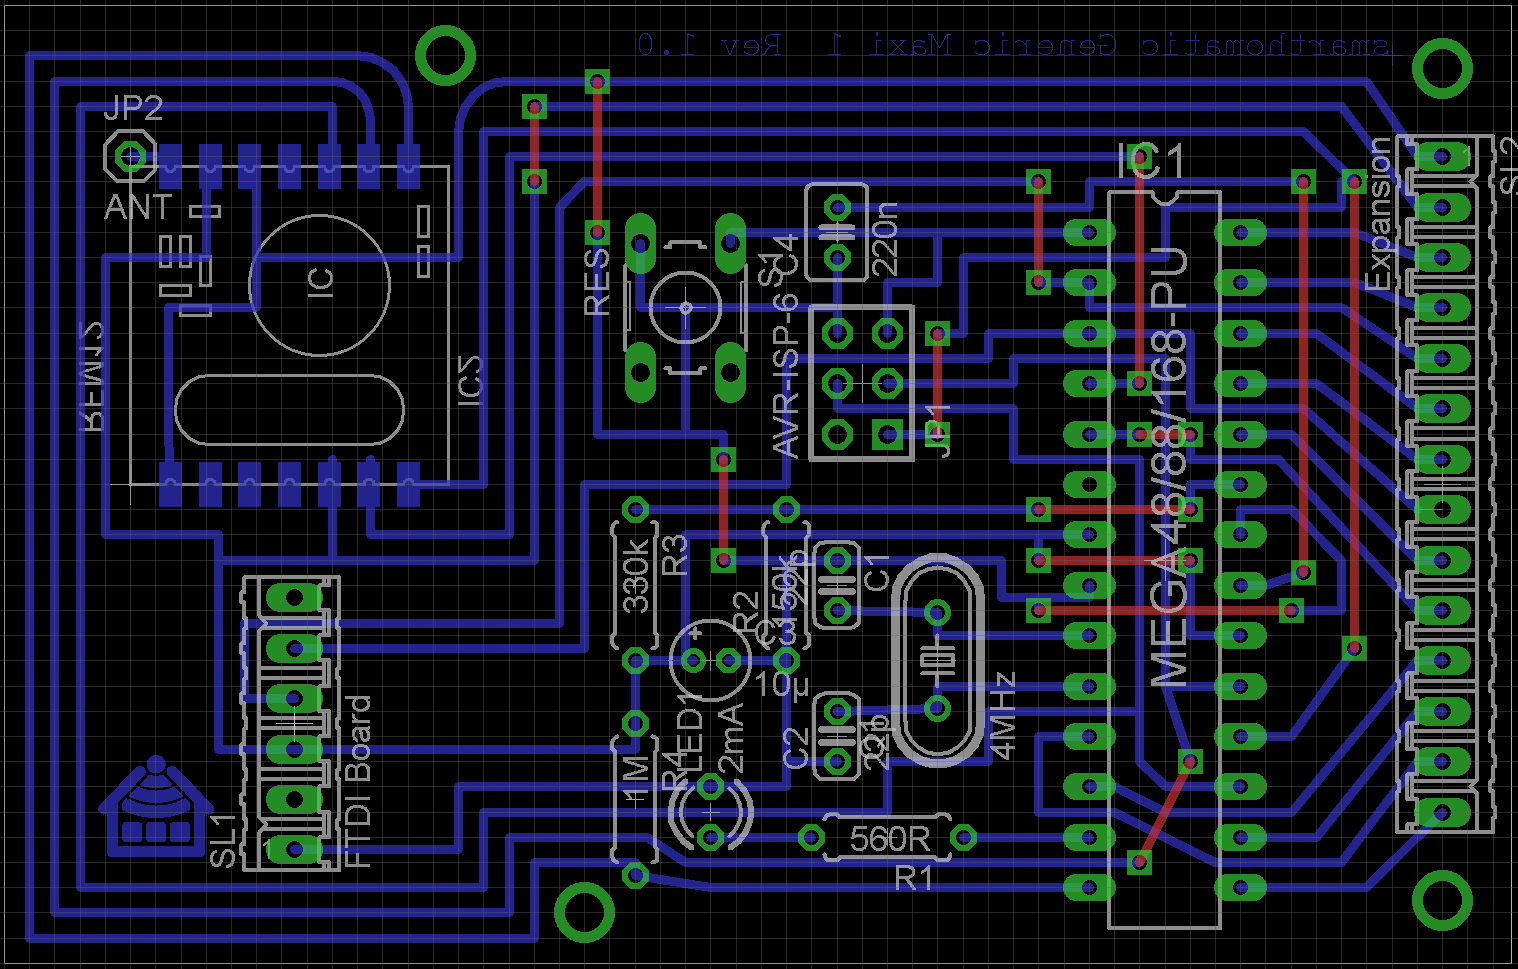 smarthomatic Generic Maxi 1 Rev 1.0
JP2
ANT
IC
RFM12
IC2
RES
S1
C4
220n
IC1
Expansion
SL2
1
AVR-ISP-6
JP1
MEGA48/88/168-PU
330k
R3
R2
150k
22p
C1
C3
10µ
LED1
2mA
R4
1M
C2
22p
Q1
4MHz
560R
R1
SL1
1
FTDI Board